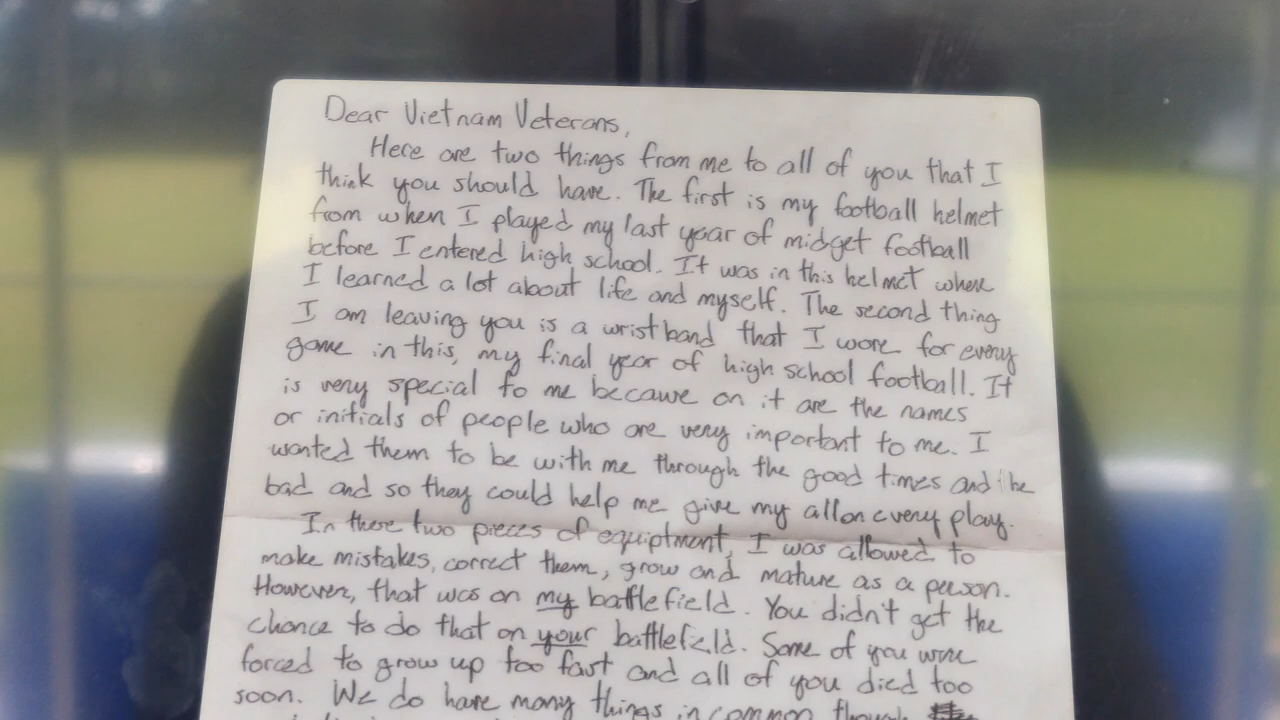 Dear Vietnam Veterans,
Here are two things from me to all of you that I
think you should have. The first is my football helmet
from when I played my last year of midget football
before I entered high school. It was in this helmet where
I learned a lot about life and myself. The second thing
I am leaving you is a wristband that I wore for every
game in this, my final year of high school football. It
is very special to me because on it are the names
or initials of people who are very important to me. I
wanted them to be with me through the good times and the
bad and so they could help me give my all on every play.
In these two pieces of equiptment, I was allowed to
make mistakes, correct them, grow and mature as a person.
However, that was on my battlefield. You didn't get the
chance to do that on your battlefield. Some of you were
forced to grow up too fast and all of you died too
soon. We do have many things in common though